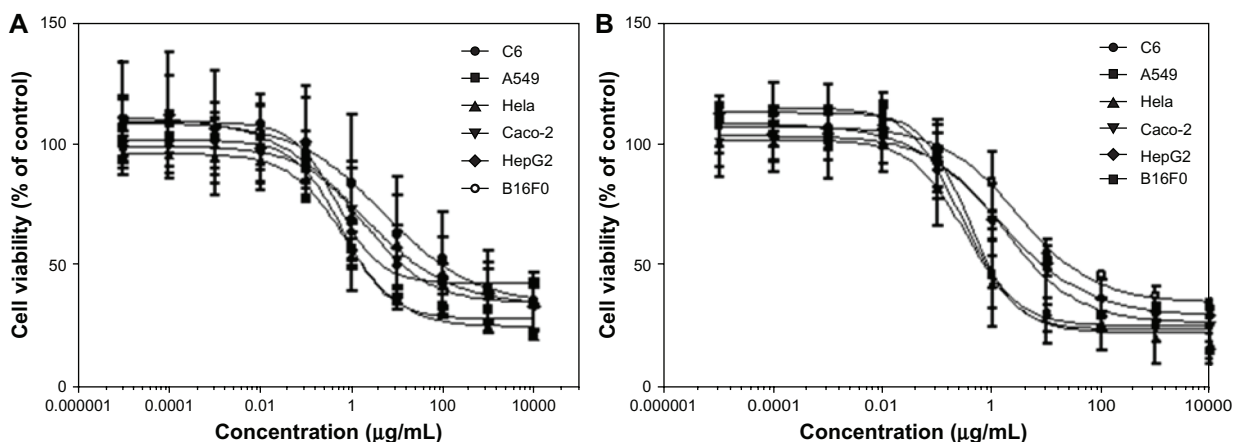 A
Cell viability (% of control)
150
100
50
0
0.000001
0.0001
0.01
1
100
10000
Concentration (µg/mL)
C6
A549
Hela
Caco-2
HepG2
B16F0
B
Cell viability (% of control)
150
100
50
0
0.000001
0.0001
0.01
1
100
10000
Concentration (µg/mL)
C6
A549
Hela
Caco-2
HepG2
B16F0